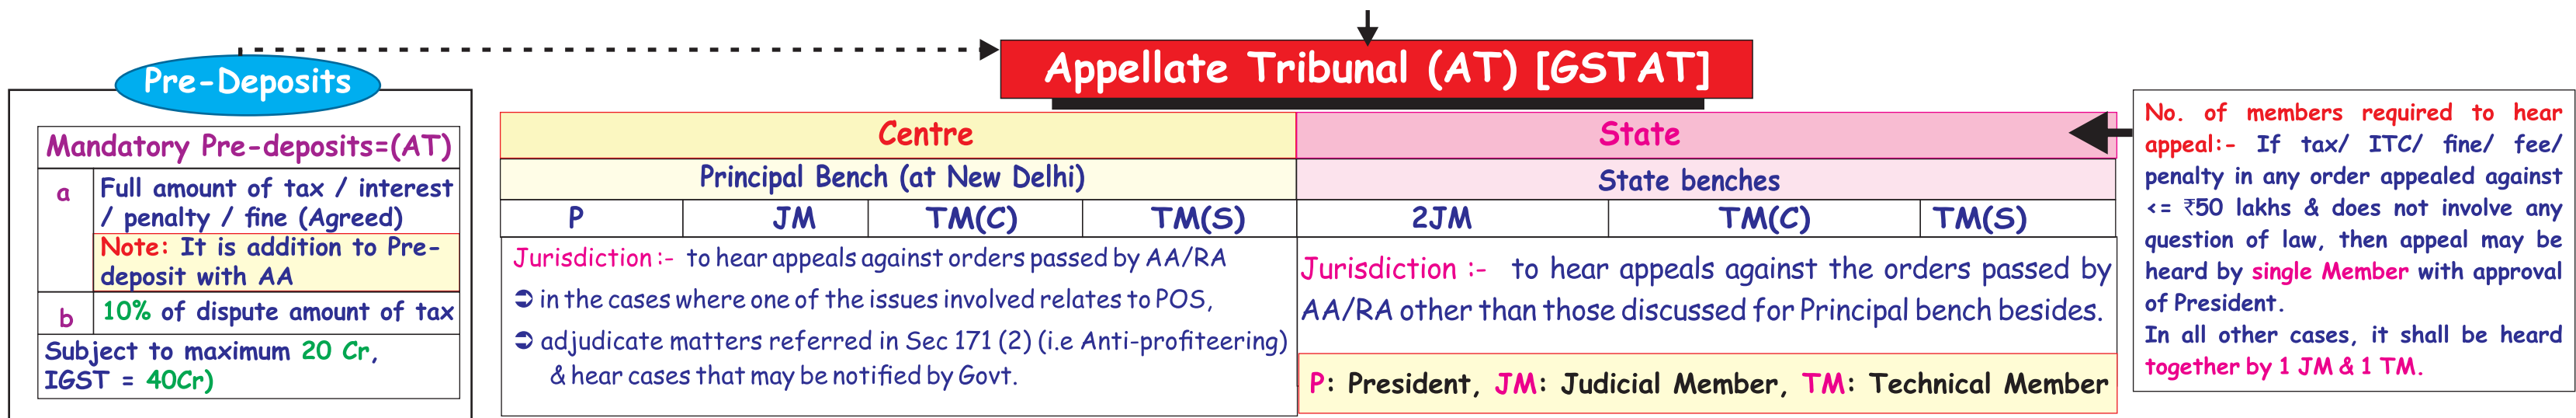 Pre-Deposits
Mandatory Pre-deposits=(AT)
a
Full amount of tax / interest
/ penalty / fine (Agreed)
Note: It is addition to Pre-
deposit with AA
b
10% of dispute amount of tax
Subject to maximum 20 Cr,
IGST = 40Cr)
Appellate Tribunal (AT) [GSTAT]
Centre
Principal Bench (at New Delhi)
P JM TM(C) TM(S)
Jurisdiction :- to hear appeals against orders passed by AA/RA
➲ in the cases where one of the issues involved relates to POS,
➲ adjudicate matters referred in Sec 171 (2) (i.e Anti-profiteering)
& hear cases that may be notified by Govt.
State
State benches
2JM TM(C) TM(S)
Jurisdiction :- to hear appeals against the orders passed by
AA/RA other than those discussed for Principal bench besides.
P: President, JM: Judicial Member, TM: Technical Member
No. of members required to hear
appeal:- If tax/ ITC/ fine/ fee/
penalty in any order appealed against
<= ₹50 lakhs & does not involve any
question of law, then appeal may be
heard by single Member with approval
of President.
In all other cases, it shall be heard
together by 1 JM & 1 TM.